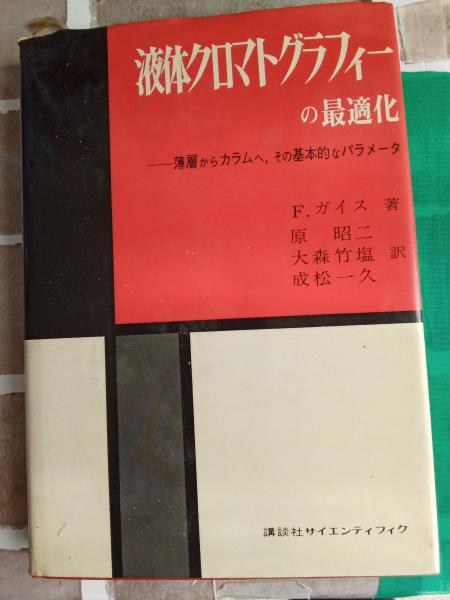 液体クロマトグラフィー
の最適化
——薄層からカラムへ，その基本的なパラメータ
F. ガイス 著
原 昭二
大森竹塩 訳
成松一久
講談社サイエンティフィク